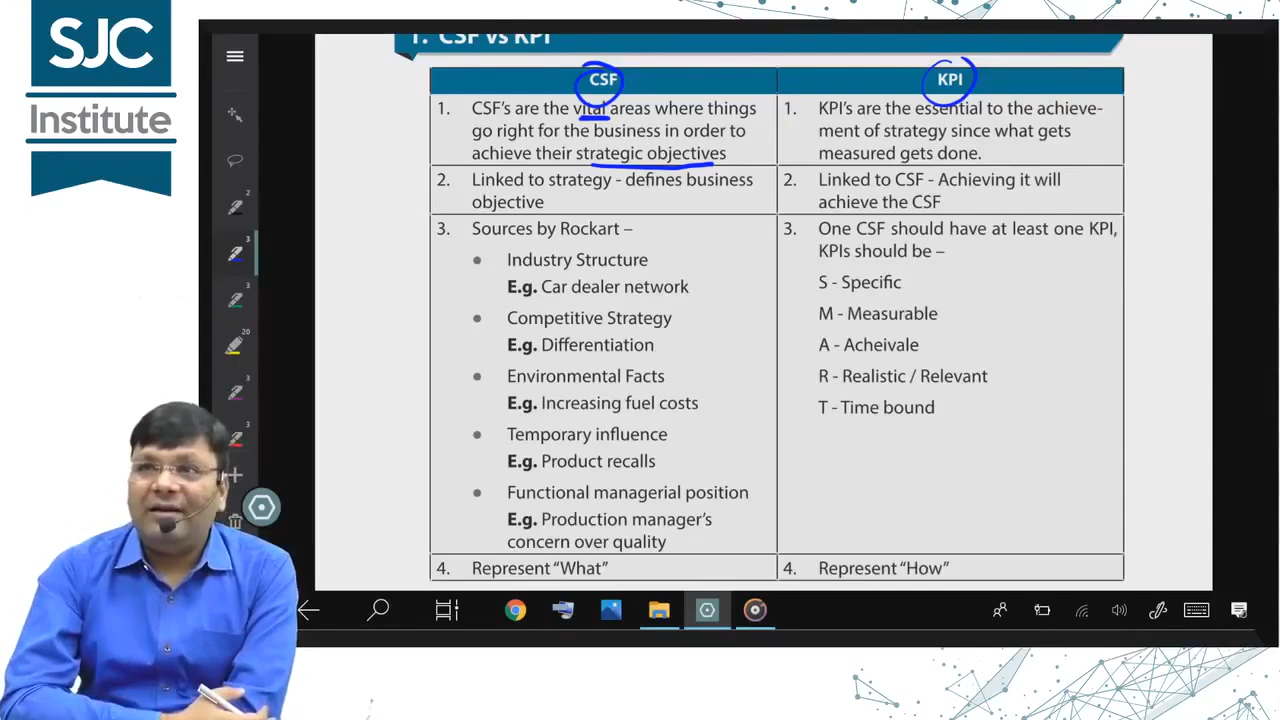 SJC
Institute
1. CSF vs KPI
CSF
KPI
1. CSF's are the vital areas where things
go right for the business in order to
achieve their strategic objectives
1. KPI's are the essential to the achieve-
ment of strategy since what gets
measured gets done.
2. Linked to strategy - defines business
objective
2. Linked to CSF - Achieving it will
achieve the CSF
3. Sources by Rockart –
• Industry Structure
E.g. Car dealer network
• Competitive Strategy
E.g. Differentiation
• Environmental Facts
E.g. Increasing fuel costs
• Temporary influence
E.g. Product recalls
• Functional managerial position
E.g. Production manager's
concern over quality
3. One CSF should have at least one KPI,
KPIs should be –
S - Specific
M - Measurable
A - Acheivale
R - Realistic / Relevant
T - Time bound
4. Represent "What"
4. Represent "How"
2
3
3
20
3
3